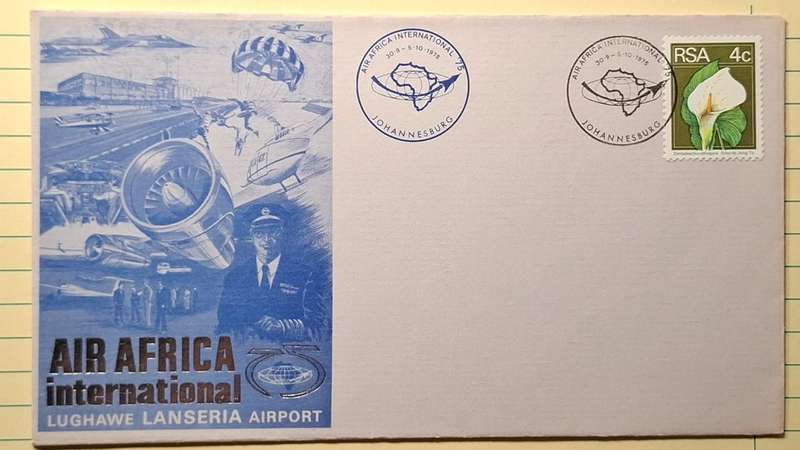 AIR AFRICA INTERNATIONAL '75
30·9 - 5·10·1975
JOHANNESBURG
AIR AFRICA INTERNATIONAL '75
30·9 - 5·10·1975
JOHANNESBURG
RSA 4c
AIR AFRICA
international 75
LUGHAWE LANSERIA AIRPORT